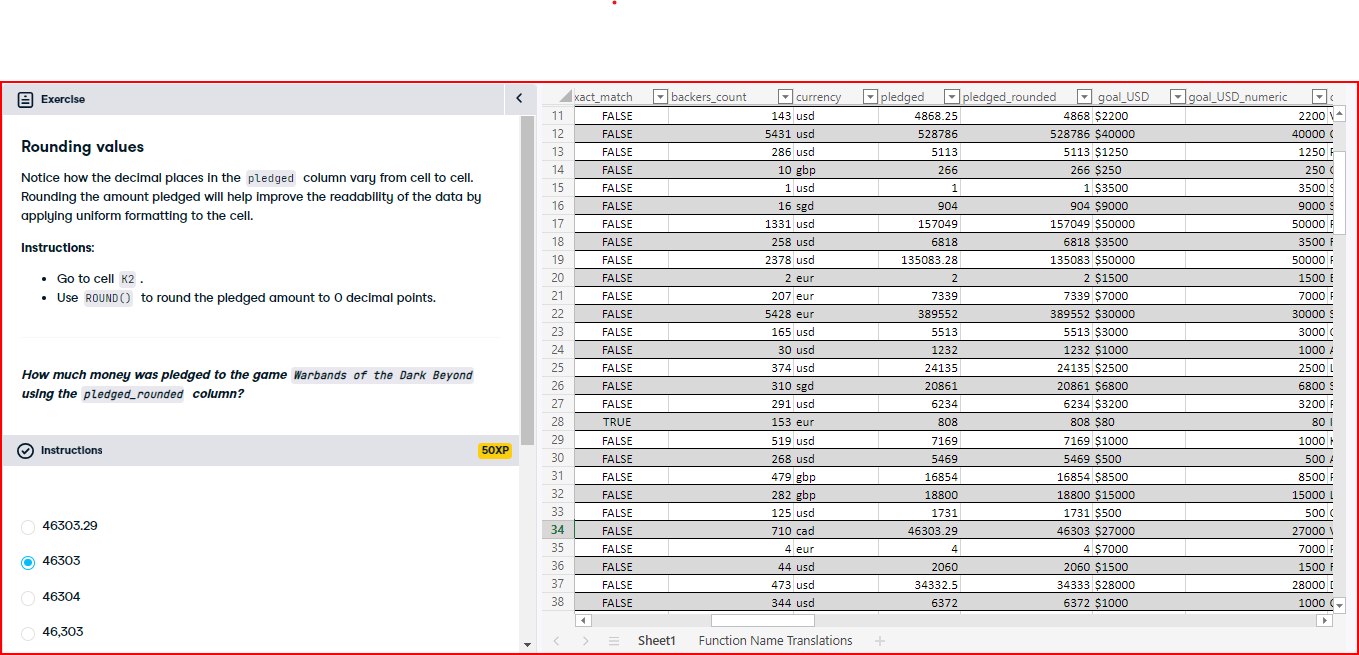 Exercise
Rounding values
Notice how the decimal places in the pledged column vary from cell to cell.
Rounding the amount pledged will help improve the readability of the data by
applying uniform formatting to the cell.
Instructions:
• Go to cell K2 .
• Use ROUND() to round the pledged amount to 0 decimal points.
How much money was pledged to the game Warbands of the Dark Beyond
using the pledged_rounded column?
Instructions 50XP
46303.29
46303
46304
46,303
xact_match backers_count currency pledged pledged_rounded goal_USD goal_USD_numeric
11 FALSE 143 usd 4868.25 4868 $2200 2200
12 FALSE 5431 usd 528786 528786 $40000 40000
13 FALSE 286 usd 5113 5113 $1250 1250
14 FALSE 10 gbp 266 266 $250 250
15 FALSE 1 usd 1 1 $3500 3500
16 FALSE 16 sgd 904 904 $9000 9000
17 FALSE 1331 usd 157049 157049 $50000 50000
18 FALSE 258 usd 6818 6818 $3500 3500
19 FALSE 2378 usd 135083.28 135083 $50000 50000
20 FALSE 2 eur 2 2 $1500 1500
21 FALSE 207 eur 7339 7339 $7000 7000
22 FALSE 5428 eur 389552 389552 $30000 30000
23 FALSE 165 usd 5513 5513 $3000 3000
24 FALSE 30 usd 1232 1232 $1000 1000
25 FALSE 374 usd 24135 24135 $2500 2500
26 FALSE 310 sgd 20861 20861 $6800 6800
27 FALSE 291 usd 6234 6234 $3200 3200
28 TRUE 153 eur 808 808 $80 80
29 FALSE 519 usd 7169 7169 $1000 1000
30 FALSE 268 usd 5469 5469 $500 500
31 FALSE 479 gbp 16854 16854 $8500 8500
32 FALSE 282 gbp 18800 18800 $15000 15000
33 FALSE 125 usd 1731 1731 $500 500
34 FALSE 710 cad 46303.29 46303 $27000 27000
35 FALSE 4 eur 4 4 $7000 7000
36 FALSE 44 usd 2060 2060 $1500 1500
37 FALSE 473 usd 34332.5 34333 $28000 28000
38 FALSE 344 usd 6372 6372 $1000 1000
Sheet1 Function Name Translations